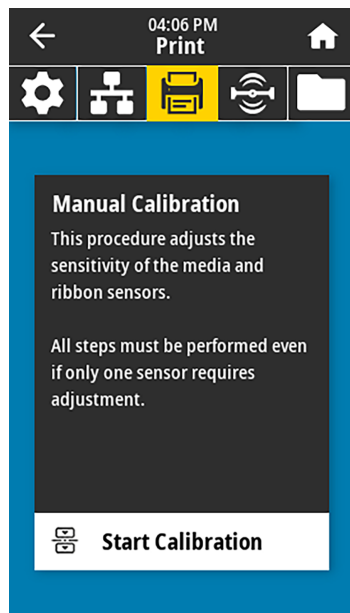 04:06 PM
Print
Manual Calibration
This procedure adjusts the
sensitivity of the media and
ribbon sensors.
All steps must be performed even
if only one sensor requires
adjustment.
Start Calibration